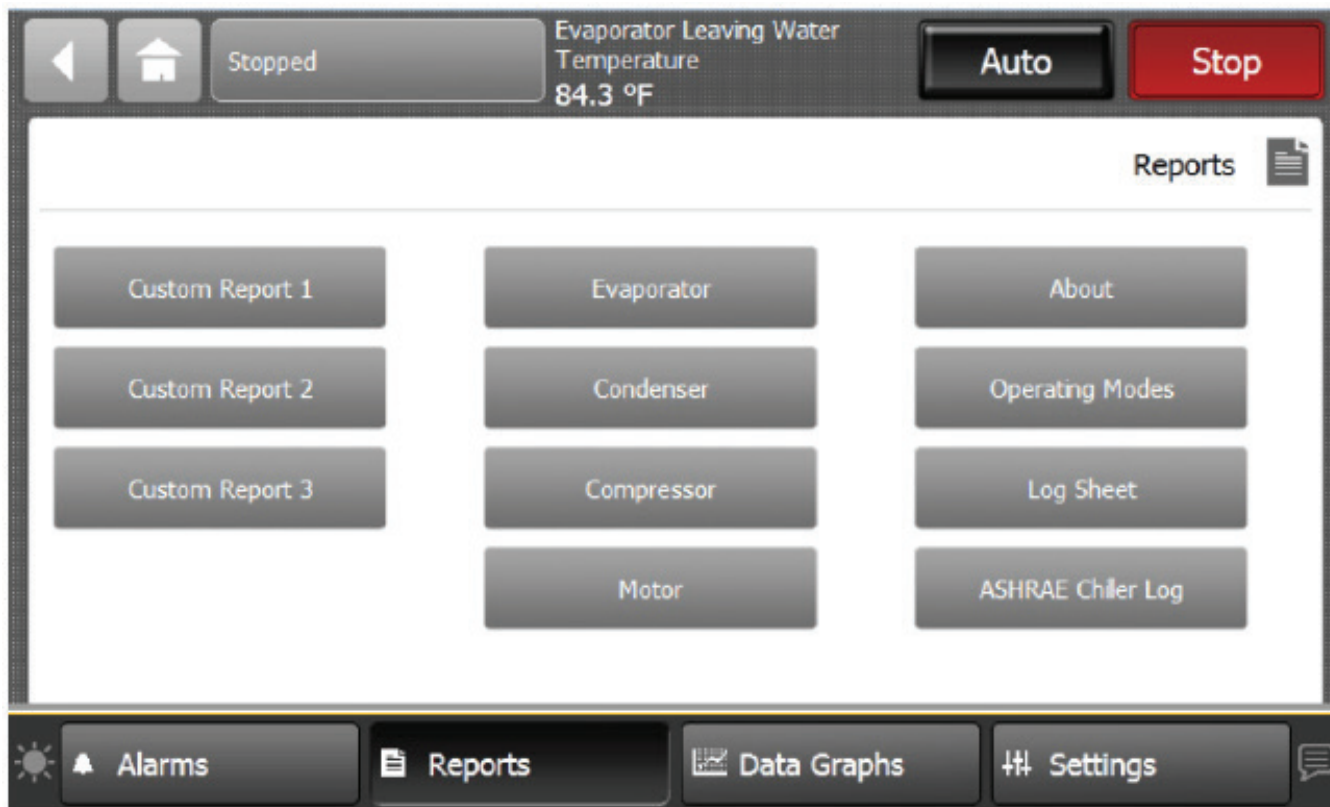 Stopped
Evaporator Leaving Water
Temperature
84.3 ºF
Auto
Stop
Reports
Custom Report 1
Evaporator
About
Custom Report 2
Condenser
Operating Modes
Custom Report 3
Compressor
Log Sheet
Motor
ASHRAE Chiller Log
Alarms
Reports
Data Graphs
Settings